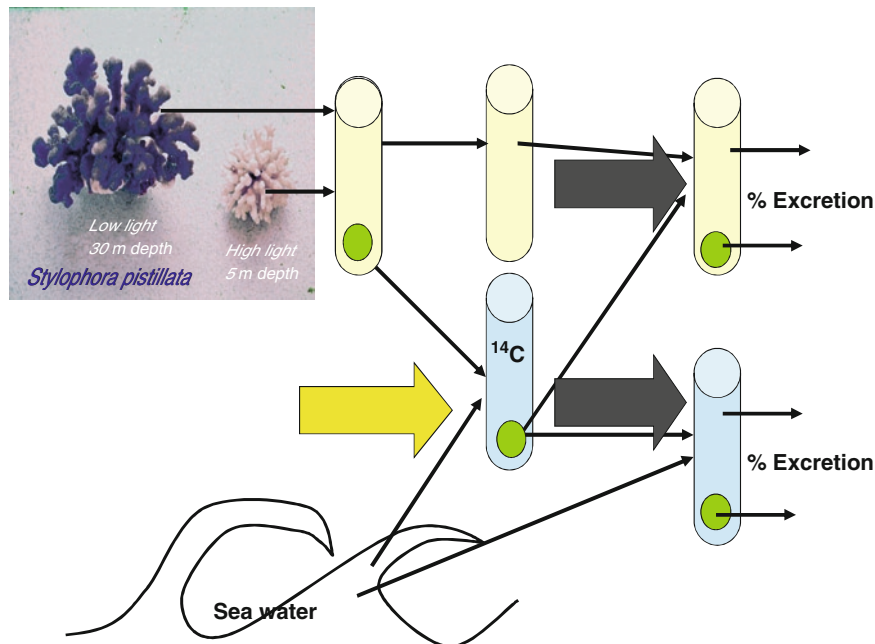 Low light
30 m depth
High light
5 m depth
Stylophora pistillata
% Excretion
14C
% Excretion
Sea water